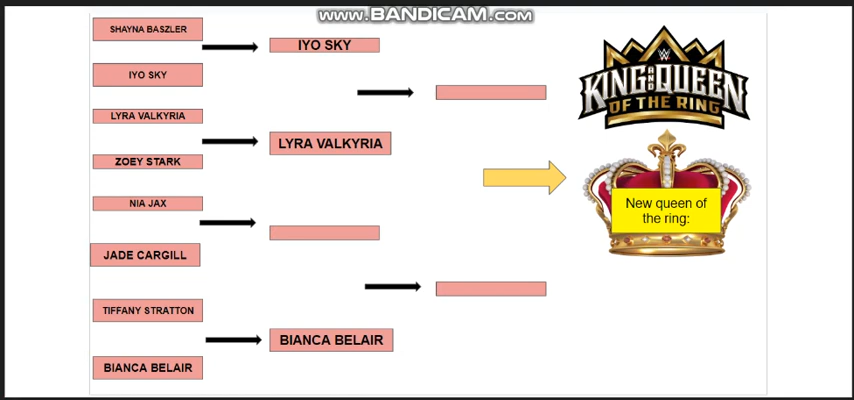 www.BANDICAM.com
SHAYNA BASZLER
IYO SKY
LYRA VALKYRIA
ZOEY STARK
NIA JAX
JADE CARGILL
TIFFANY STRATTON
BIANCA BELAIR
IYO SKY
LYRA VALKYRIA
BIANCA BELAIR
W
KING AND QUEEN
OF THE RING
New queen of
the ring: